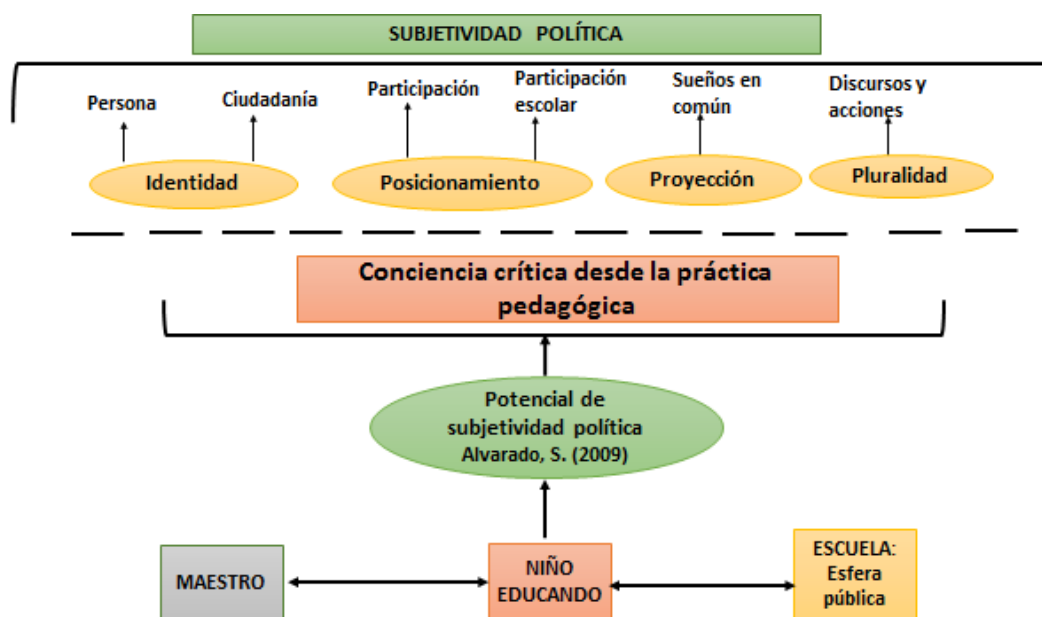 SUBJETIVIDAD POLÍTICA
Persona
Ciudadanía
Participación
Participación
escolar
Sueños en
común
Discursos y
acciones
Identidad
Posicionamiento
Proyección
Pluralidad
Conciencia crítica desde la práctica
pedagógica
Potencial de
subjetividad política
Alvarado, S. (2009)
MAESTRO
NIÑO
EDUCANDO
ESCUELA:
Esfera
pública